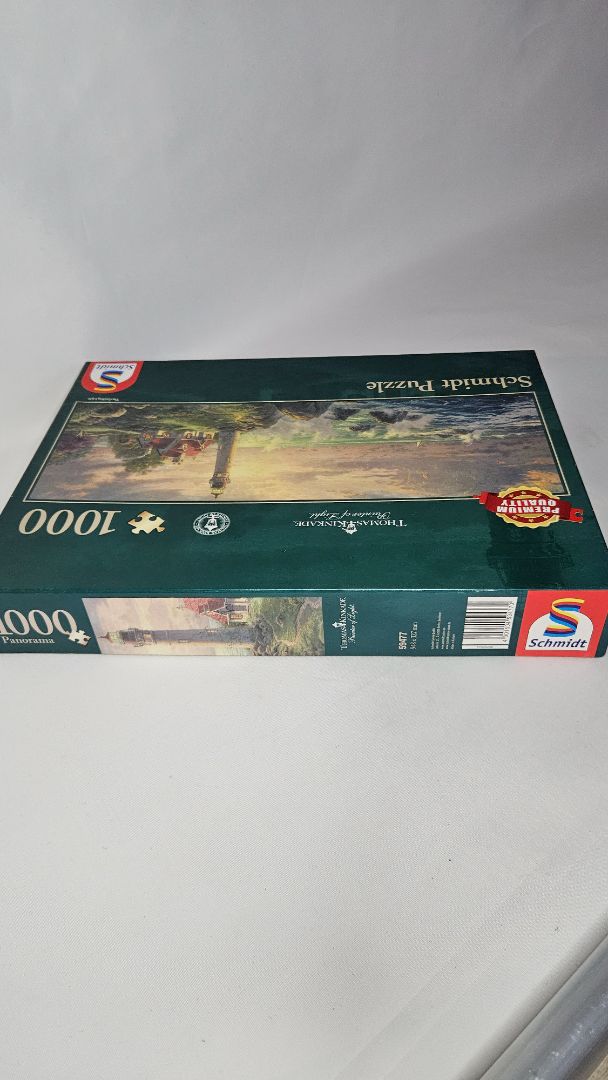 Schmidt
Schmidt Puzzle
PREMIUM
QUALITY
THOMAS KINKADE
Painter of Light
1000
1000
Panorama
THOMAS KINKADE
Painter of Light
59477
Schmidt